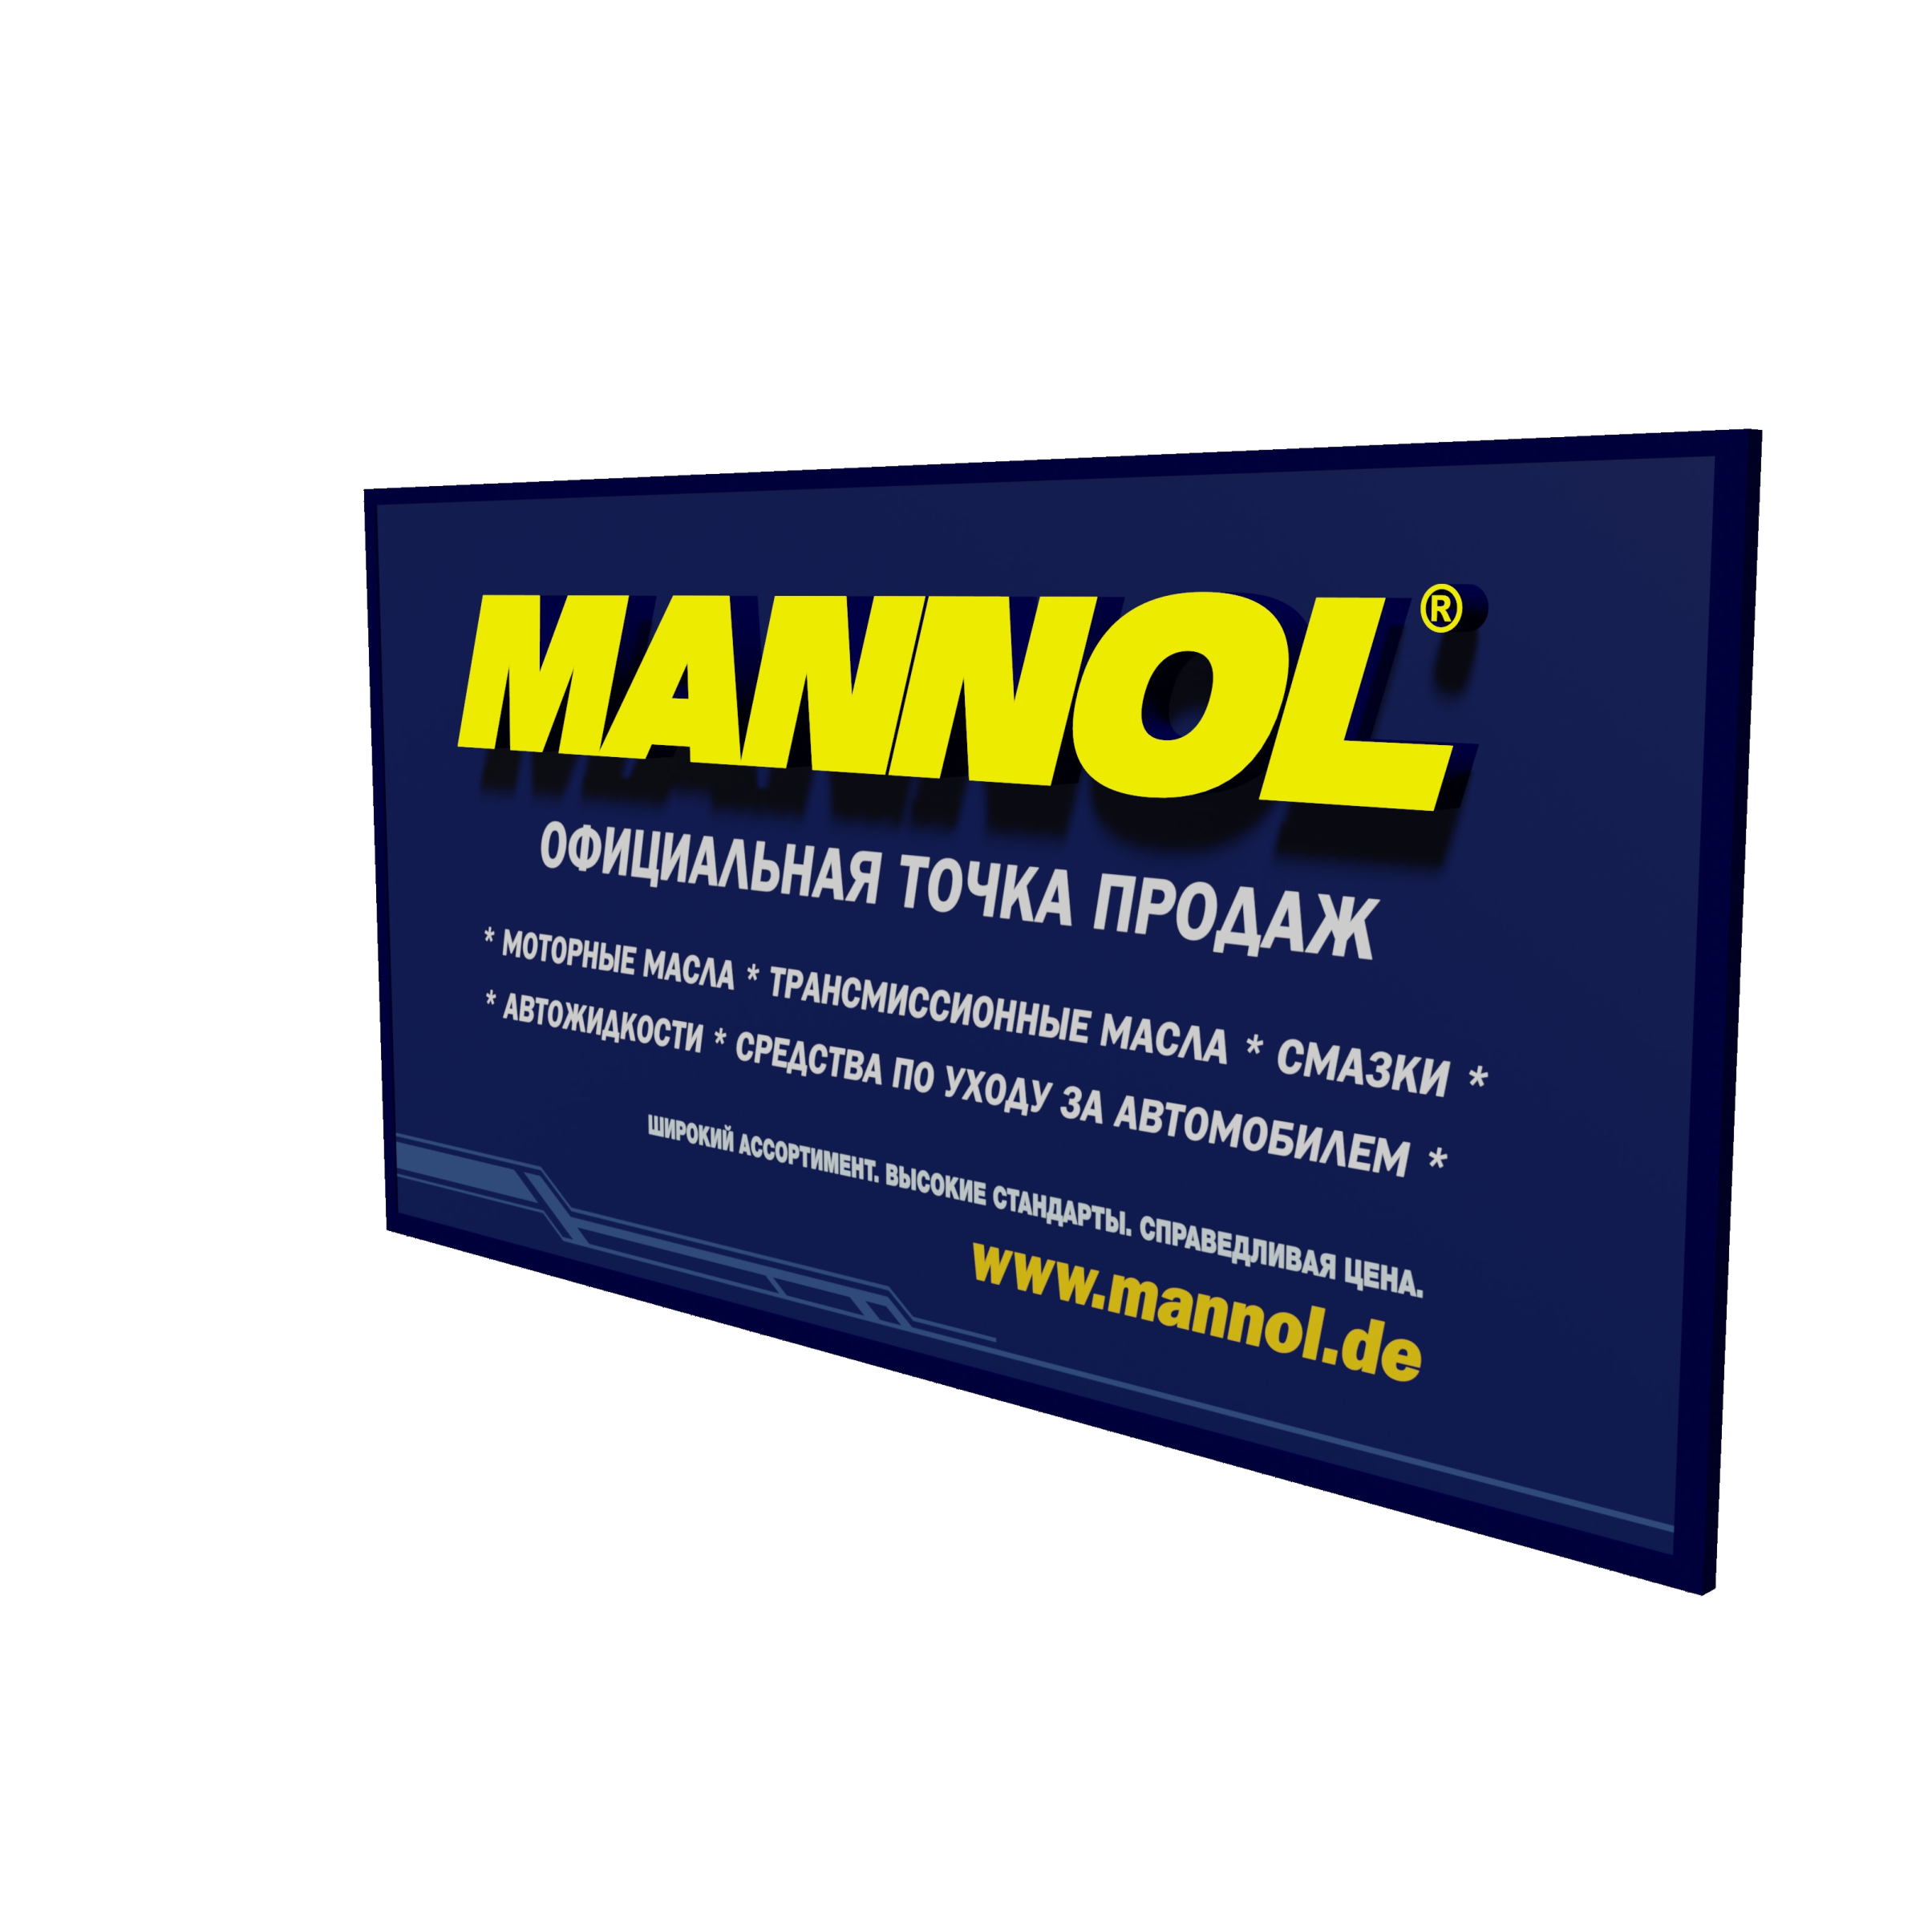 MANNOL®
ОФИЦИАЛЬНАЯ ТОЧКА ПРОДАЖ
* МОТОРНЫЕ МАСЛА * ТРАНСМИССИОННЫЕ МАСЛА * СМАЗКИ *
* АВТОЖИДКОСТИ * СРЕДСТВА ПО УХОДУ ЗА АВТОМОБИЛЕМ *
ШИРОКИЙ АССОРТИМЕНТ. ВЫСОКИЕ СТАНДАРТЫ. СПРАВЕДЛИВАЯ ЦЕНА.
www.mannol.de